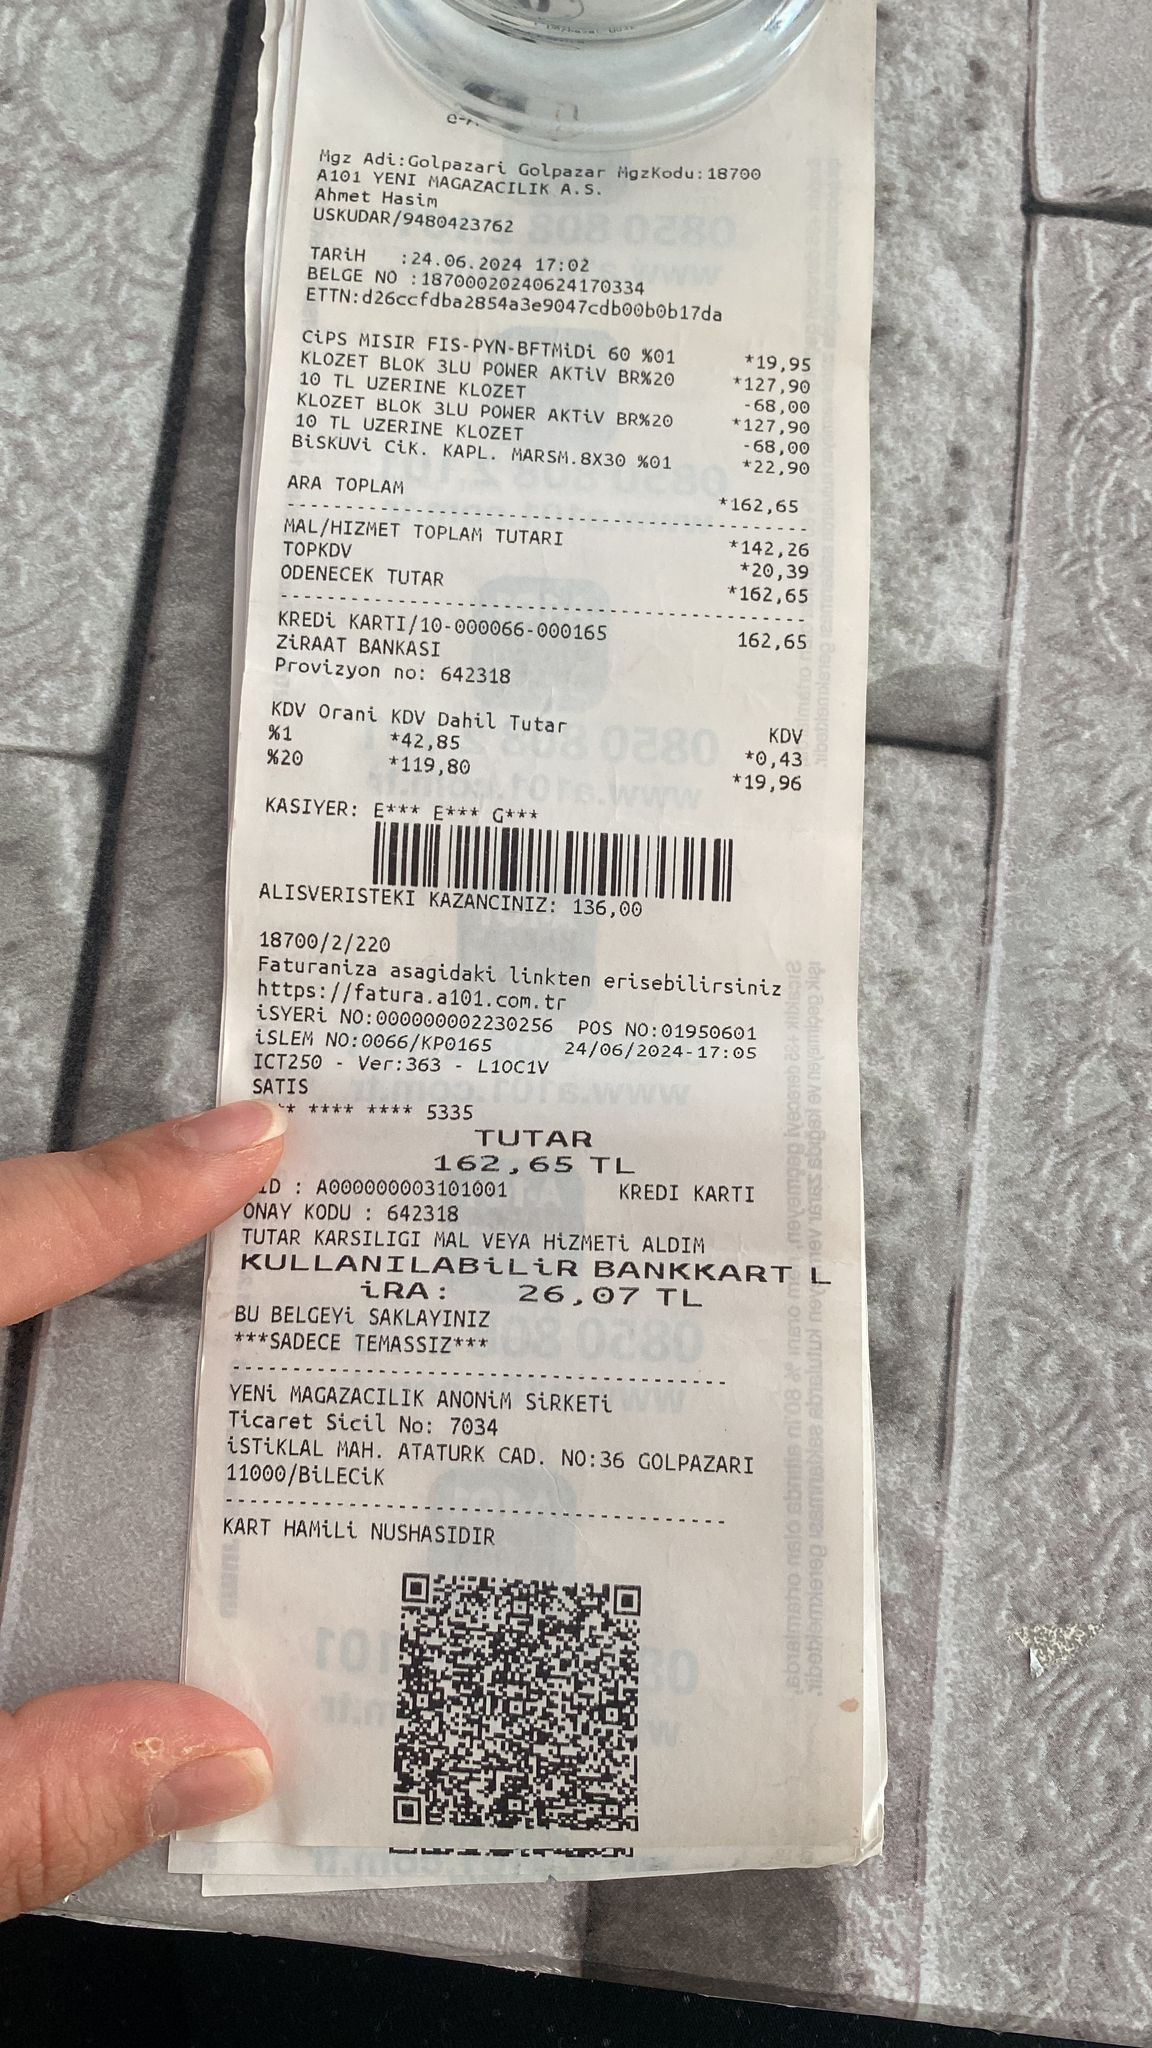 Mgz Adi:Golpazari Golpazar MgzKodu:18700
A101 YENI MAGAZACILIK A.S.
Ahmet Hasim
USKUDAR/9480423762
TARiH :24.06.2024 17:02
BELGE NO :18700020240624170334
ETTN:d26ccfdba2854a3e9047cdb00b0b17da
CiPS MISIR FIS-PYN-BFTMiDi 60 %01 *19,95
KLOZET BLOK 3LU POWER AKTiV BR%20 *127,90
10 TL UZERINE KLOZET -68,00
KLOZET BLOK 3LU POWER AKTiV BR%20 *127,90
10 TL UZERINE KLOZET -68,00
BiSKUVi CiK. KAPL. MARSM.8X30 %01 *22,90
ARA TOPLAM *162,65
MAL/HIZMET TOPLAM TUTARI *142,26
TOPKDV *20,39
ODENECEK TUTAR *162,65
KREDi KARTI/10-000066-000165 162,65
ZiRAAT BANKASI
Provizyon no: 642318
KDV Orani KDV Dahil Tutar KDV
%1 *42,85 *0,43
%20 *119,80 *19,96
KASIYER: E*** E*** G***
ALISVERISTEKI KAZANCINIZ: 136,00
18700/2/220
Faturaniza asagidaki linkten erisebilirsiniz
https://fatura.a101.com.tr
iSYERi NO:000000002230256 POS NO:01950601
iSLEM NO:0066/KP0165 24/06/2024-17:05
ICT250 - Ver:363 - L10C1V
SATIS
** **** **** 5335
TUTAR
162,65 TL
ID : A000000003101001 KREDI KARTI
ONAY KODU : 642318
TUTAR KARSILIGI MAL VEYA HiZMETi ALDIM
KULLANILABiLiR BANKKART L
iRA: 26,07 TL
BU BELGEYi SAKLAYINIZ
***SADECE TEMASSIZ***
YENi MAGAZACILIK ANONiM SiRKETi
Ticaret Sicil No: 7034
iSTiKLAL MAH. ATATURK CAD. NO:36 GOLPAZARI
11000/BiLECiK
KART HAMiLi NUSHASIDIR